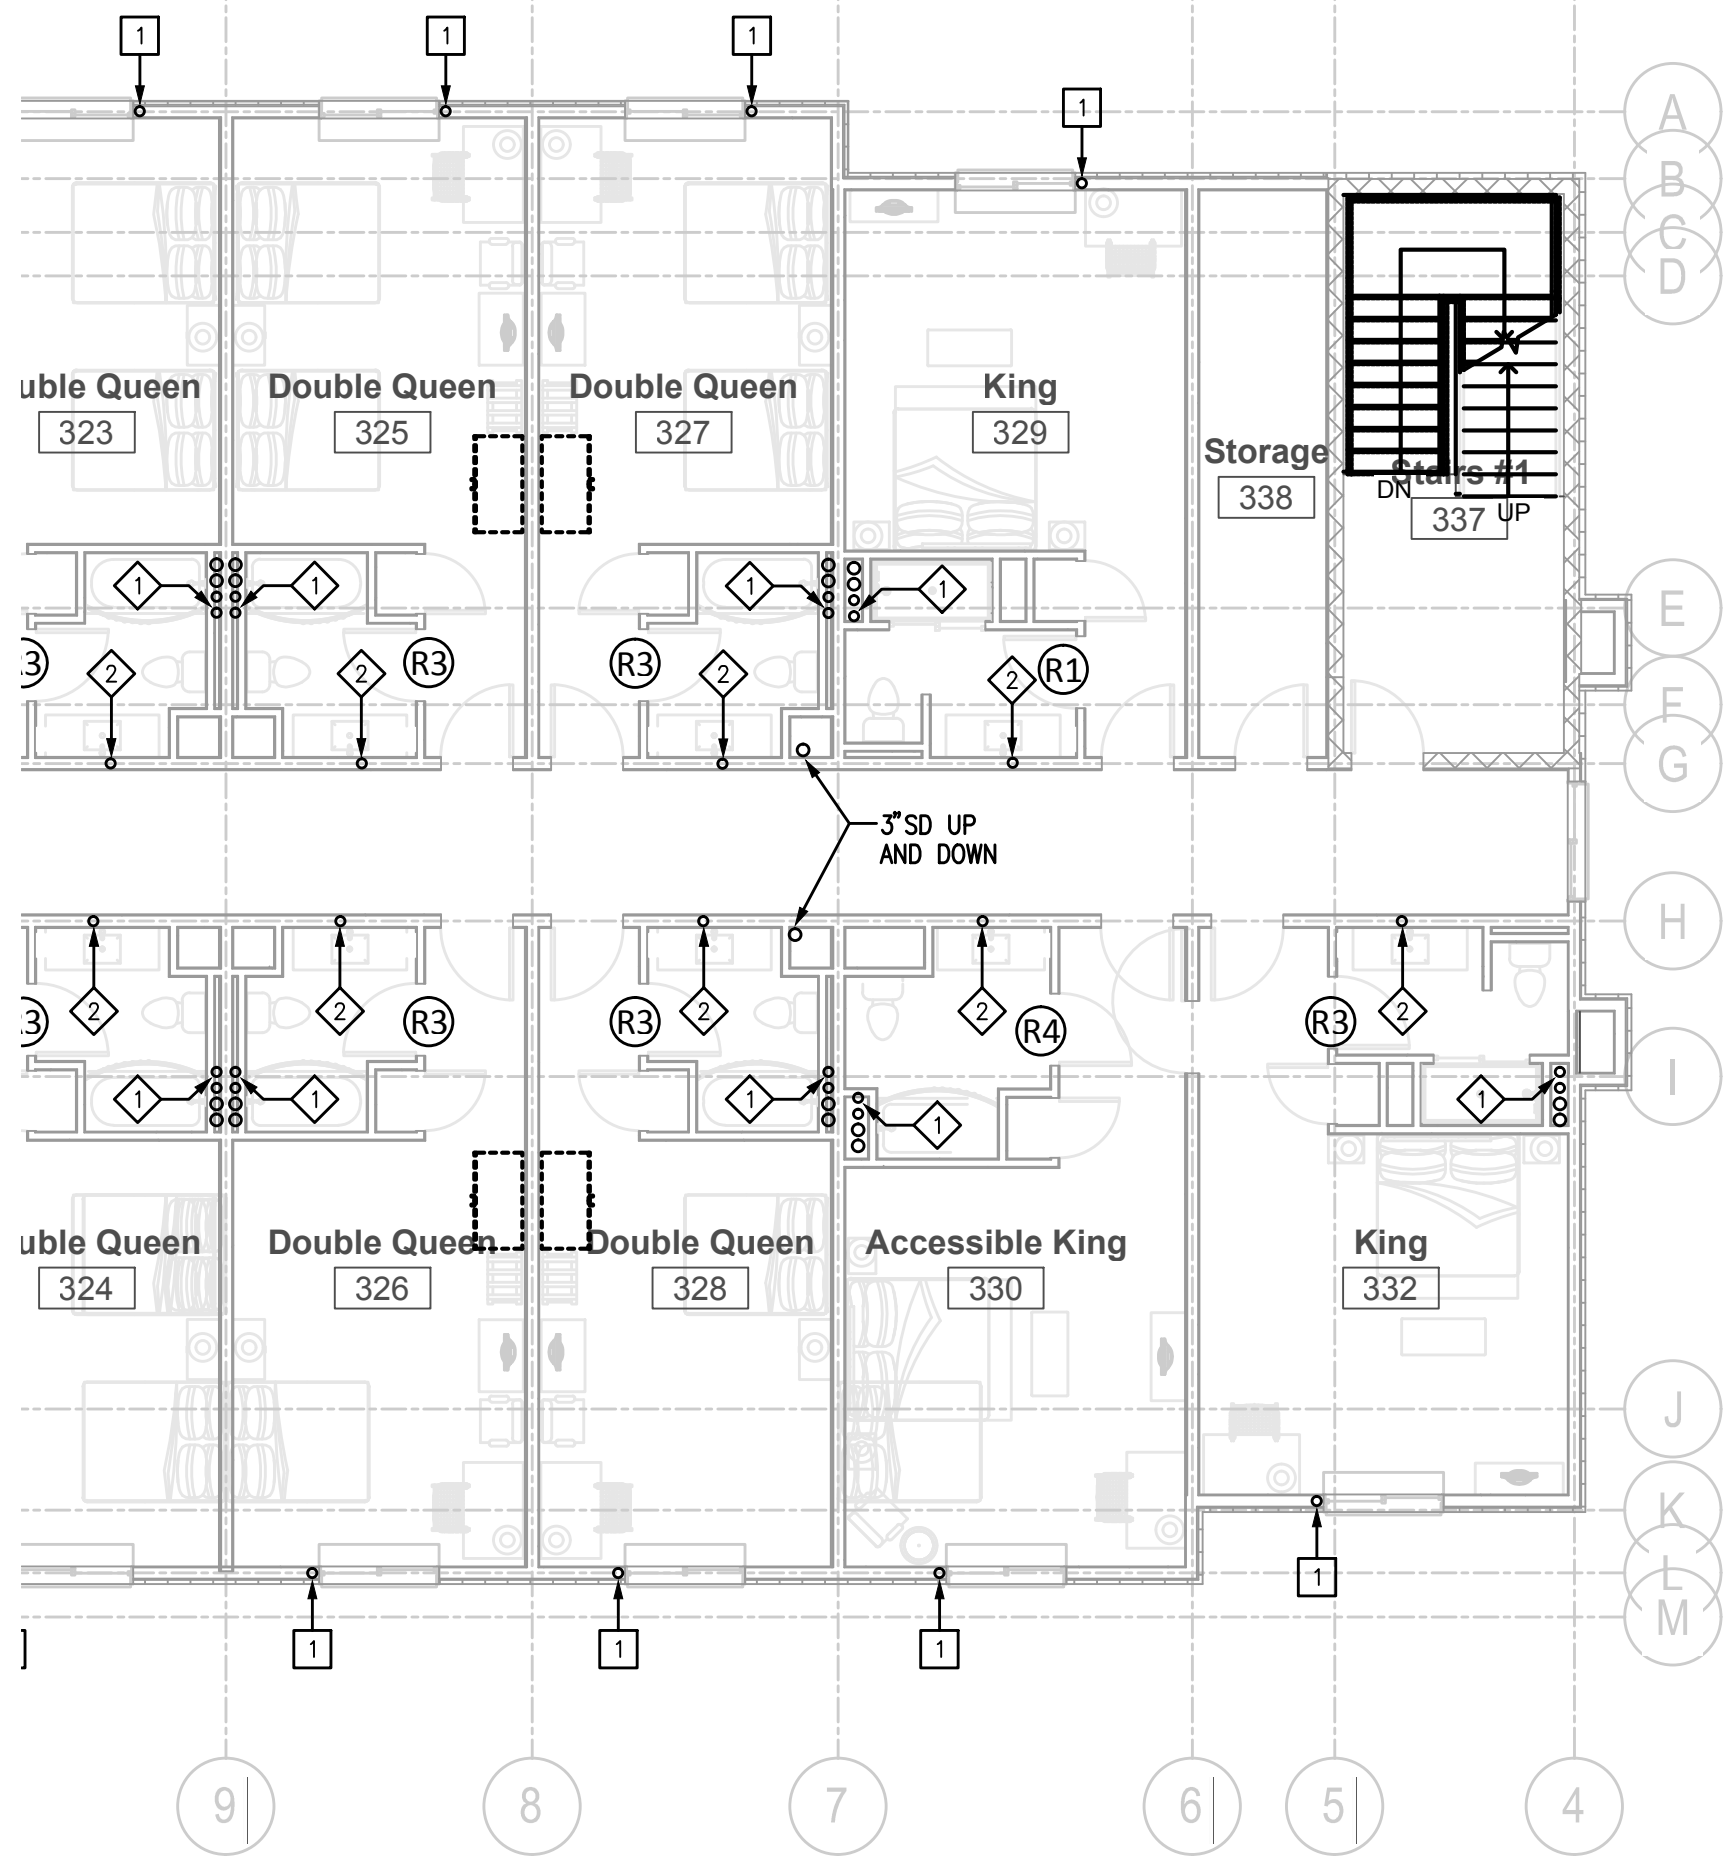 1
1
1
1
A
B
C
D
uble Queen
Double Queen
Double Queen
King
323
325
327
329
Storage
338
Stairs #1
337
DN
UP
1
1
1
1
E
R3
R3
R3
R1
2
2
2
2
F
G
3"SD UP
AND DOWN
H
2
2
2
2
2
R3
R3
R3
R4
R3
1
1
1
1
1
I
uble Queen
Double Queen
Double Queen
Accessible King
King
324
326
328
330
332
J
K
L
M
1
1
1
1
9
8
7
6
5
4